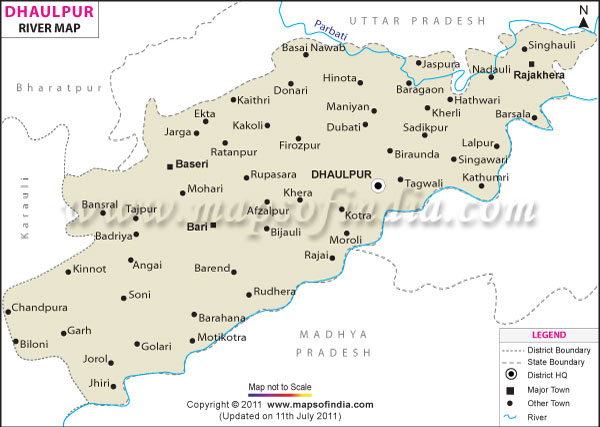 DHAULPUR
RIVER MAP
UTTAR PRADESH
N
Parbati
Basai Nawab
Singhauli
Jaspura
Nadauli
Rajakhera
Bharatpur
Hinota
Donari
Baragaon
Kaithri
Hathwari
Maniyan
Kherli
Barsala
Ekta
Kakoli
Dubati
Jarga
Sadikpur
Ratanpur
Firozpur
Lalpur
Biraunda
Singawari
Baseri
Rupasara
DHAULPUR
Tagwali
Kathumri
Mohari
Khera
Karauli
Bansral
Tajpur
Afzalpur
Kotra
www.mapsofindia.com
Bari
Bijauli
Badriya
Moroli
Rajai
Angai
Kinnot
Barend
Soni
Rudhera
Chandpura
Barahana
Garh
Biloni
Golari
Motikotra
MADHYA
PRADESH
Jorol
Jhiri
Map not to Scale
Copyright © 2011 www.mapsofindia.com
(Updated on 11th July 2011)
LEGEND
District Boundary
State Boundary
District HQ
Major Town
Other Town
River